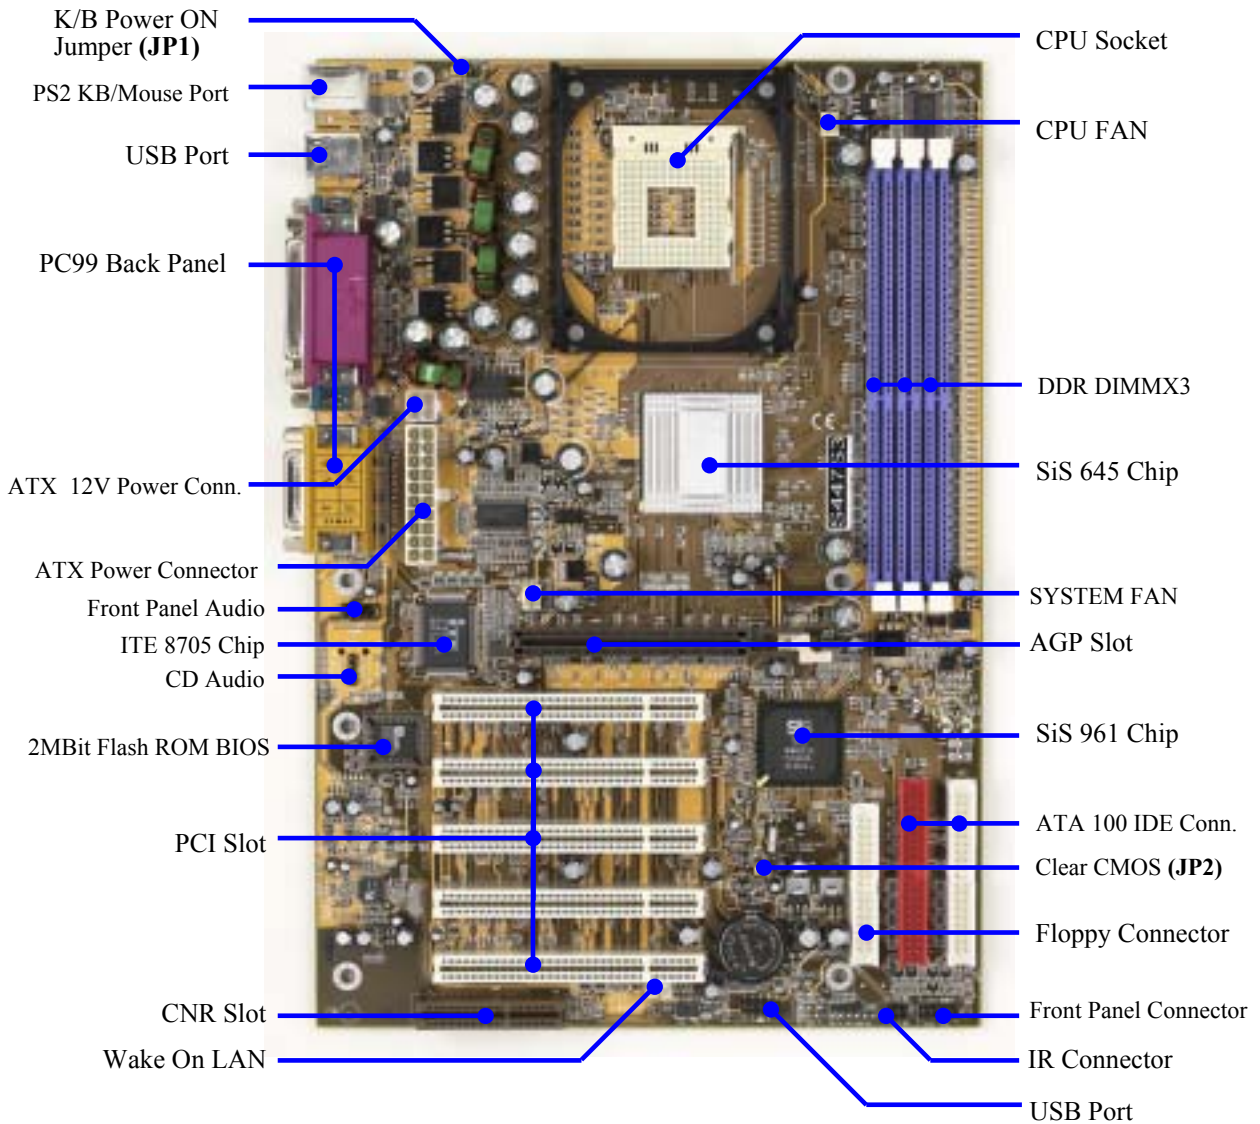 K/B Power ON
Jumper (JP1)
PS2 KB/Mouse Port
USB Port
PC99 Back Panel
ATX 12V Power Conn.
ATX Power Connector
Front Panel Audio
ITE 8705 Chip
CD Audio
2MBit Flash ROM BIOS
PCI Slot
CNR Slot
Wake On LAN
CPU Socket
CPU FAN
DDR DIMMX3
SiS 645 Chip
SYSTEM FAN
AGP Slot
SiS 961 Chip
ATA 100 IDE Conn.
Clear CMOS (JP2)
Floppy Connector
Front Panel Connector
IR Connector
USB Port
CE